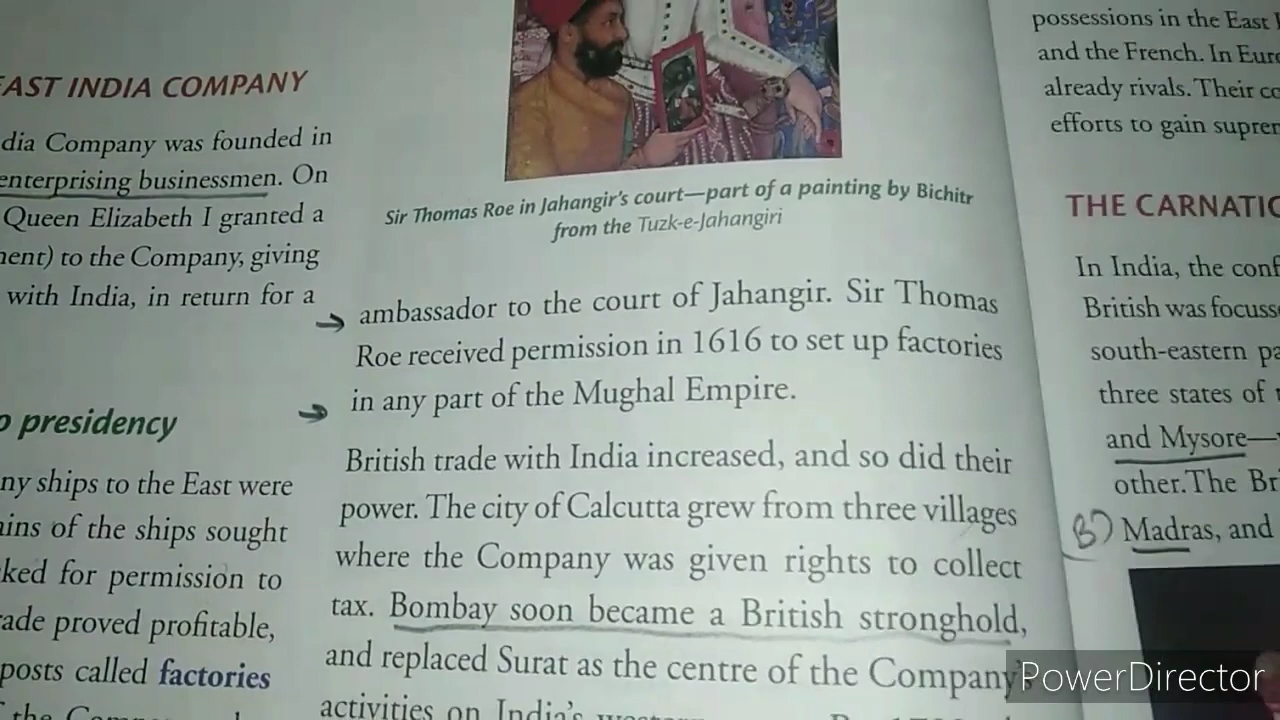 EAST INDIA COMPANY
dia Company was founded in
enterprising businessmen. On
Queen Elizabeth I granted a
ent) to the Company, giving
with India, in return for a
presidency
ny ships to the East were
ins of the ships sought
ked for permission to
ade proved profitable,
posts called factories
Sir Thomas Roe in Jahangir's court—part of a painting by Bichitr
from the Tuzk-e-Jahangiri
ambassador to the court of Jahangir. Sir Thomas
Roe received permission in 1616 to set up factories
in any part of the Mughal Empire.
British trade with India increased, and so did their
power. The city of Calcutta grew from three villages
where the Company was given rights to collect
tax. Bombay soon became a British stronghold,
and replaced Surat as the centre of the Company's
activities on India's
possessions in the East
and the French. In Euro
already rivals. Their co
efforts to gain suprem
THE CARNATIC
In India, the conf
British was focusse
south-eastern pa
three states of
and Mysore—
other. The Br
Madras, and
PowerDirector